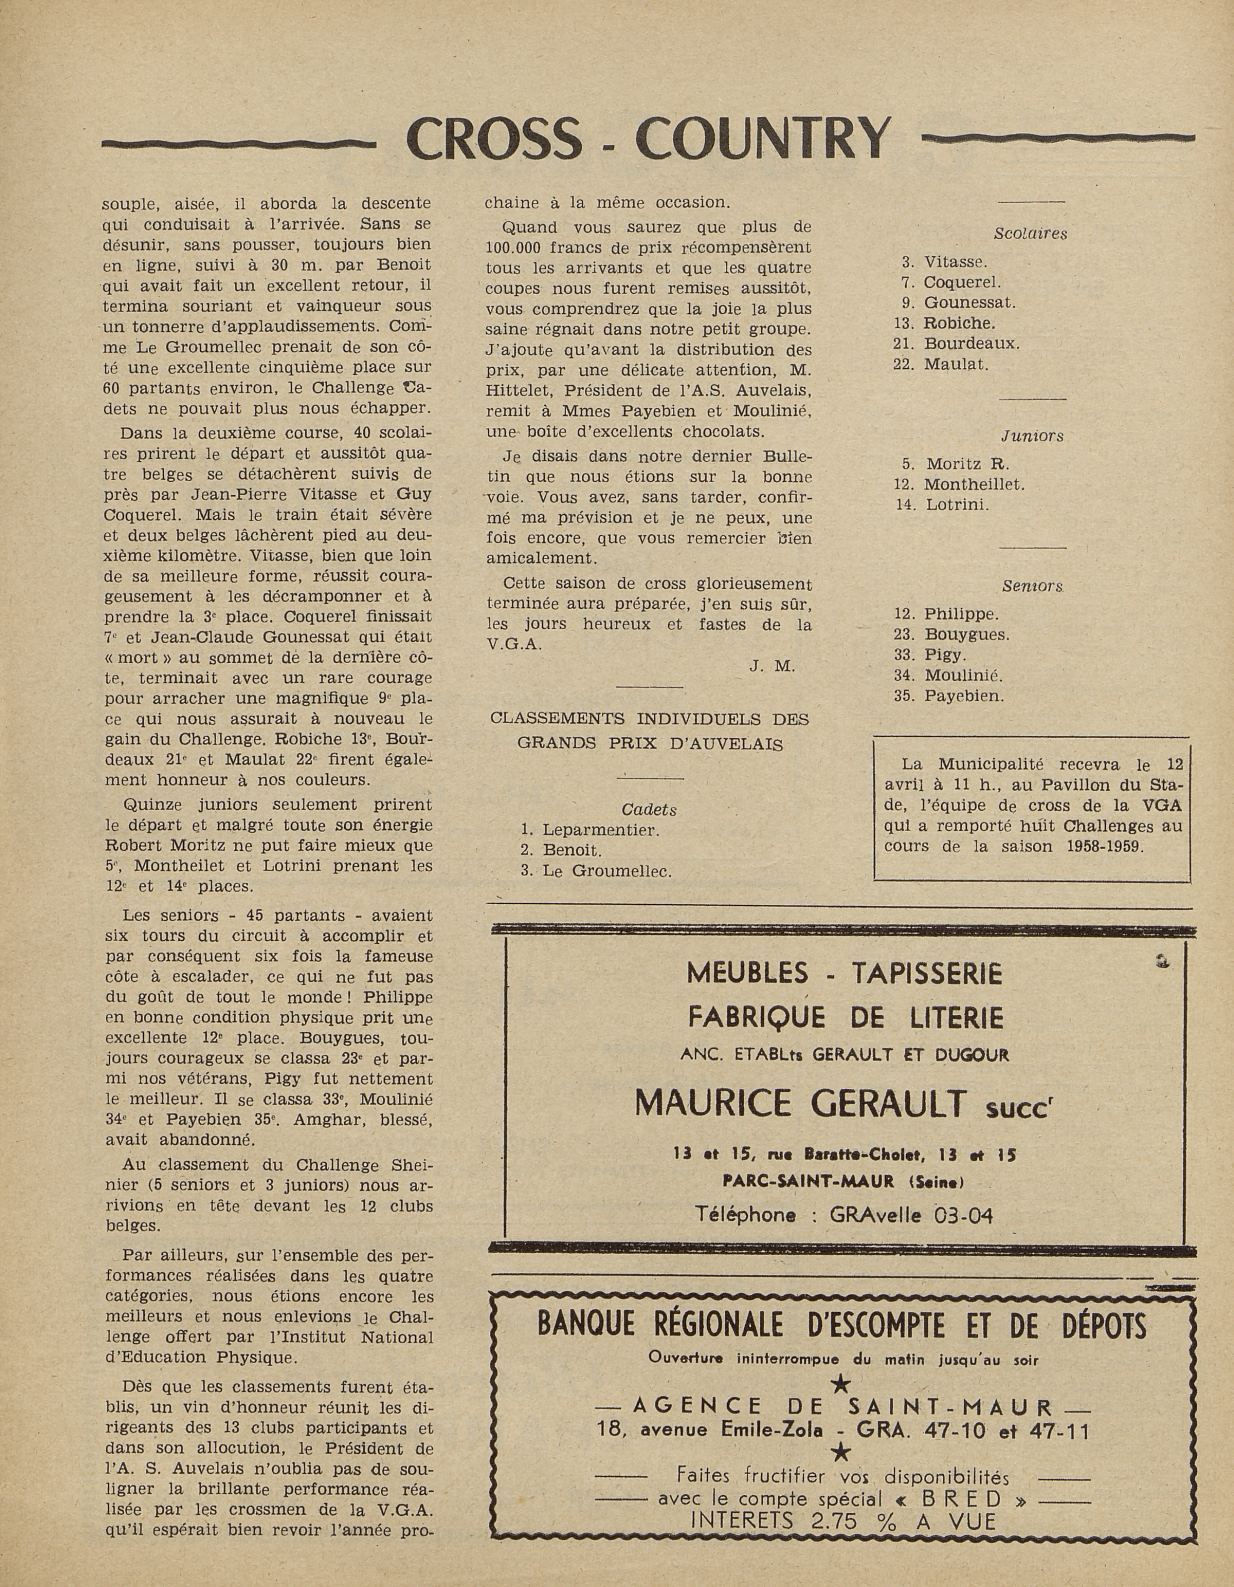 CROSS - COUNTRY
souple, aisée, il aborda la descente
qui conduisait à l'arrivée. Sans se
désunir, sans pousser, toujours bien
en ligne, suivi à 30 m. par Benoit
qui avait fait un excellent retour, il
termina souriant et vainqueur sous
un tonnerre d'applaudissements. Com-
me Le Groumellec prenait de son cô-
té une excellente cinquième place sur
60 partants environ, le Challenge Ca-
dets ne pouvait plus nous échapper.
Dans la deuxième course, 40 scolai-
res prirent le départ et aussitôt qua-
tre belges se détachèrent suivis de
près par Jean-Pierre Vitasse et Guy
Coquerel. Mais le train était sévère
et deux belges lâchèrent pied au deu-
xième kilomètre. Vitasse, bien que loin
de sa meilleure forme, réussit coura-
geusement à les décramponner et à
prendre la 3e place. Coquerel finissait
7e et Jean-Claude Gounessat qui était
« mort » au sommet de la dernière cô-
te, terminait avec un rare courage
pour arracher une magnifique 9e pla-
ce qui nous assurait à nouveau le
gain du Challenge. Robiche 13e, Bour-
deaux 21e et Maulat 22e firent égale-
ment honneur à nos couleurs.
Quinze juniors seulement prirent
le départ et malgré toute son énergie
Robert Moritz ne put faire mieux que
5e, Montheilet et Lotrini prenant les
12e et 14e places.
Les seniors - 45 partants - avaient
six tours du circuit à accomplir et
par conséquent six fois la fameuse
côte à escalader, ce qui ne fut pas
du goût de tout le monde ! Philippe
en bonne condition physique prit une
excellente 12e place. Bouygues, tou-
jours courageux se classa 23e et par-
mi nos vétérans, Pigy fut nettement
le meilleur. Il se classa 33e, Moulinié
34e et Payebien 35e. Amghar, blessé,
avait abandonné.
Au classement du Challenge Shei-
nier (5 seniors et 3 juniors) nous ar-
rivions en tête devant les 12 clubs
belges.
Par ailleurs, sur l'ensemble des per-
formances réalisées dans les quatre
catégories, nous étions encore les
meilleurs et nous enlevions le Chal-
lenge offert par l'Institut National
d'Education Physique.
Dès que les classements furent éta-
blis, un vin d'honneur réunit les di-
rigeants des 13 clubs participants et
dans son allocution, le Président de
l'A. S. Auvelais n'oublia pas de sou-
ligner la brillante performance réa-
lisée par les crossmen de la V.G.A.
qu'il espérait bien revoir l'année pro-
chaine à la même occasion.
Quand vous saurez que plus de
100.000 francs de prix récompensèrent
tous les arrivants et que les quatre
coupes nous furent remises aussitôt,
vous comprendrez que la joie la plus
saine régnait dans notre petit groupe.
J'ajoute qu'avant la distribution des
prix, par une délicate attention, M.
Hittelet, Président de l'A.S. Auvelais,
remit à Mmes Payebien et Moulinié,
une boîte d'excellents chocolats.
Je disais dans notre dernier Bulle-
tin que nous étions sur la bonne
voie. Vous avez, sans tarder, confir-
mé ma prévision et je ne peux, une
fois encore, que vous remercier bien
amicalement.
Cette saison de cross glorieusement
terminée aura préparée, j'en suis sûr,
les jours heureux et fastes de la
V.G.A.
J. M.
CLASSEMENTS INDIVIDUELS DES
GRANDS PRIX D'AUVELAIS
Cadets
1. Leparmentier.
2. Benoit.
3. Le Groumellec.
Scolaires
3. Vitasse.
7. Coquerel.
9. Gounessat.
13. Robiche.
21. Bourdeaux.
22. Maulat.
Juniors
5. Moritz R.
12. Montheillet.
14. Lotrini.
Seniors
12. Philippe.
23. Bouygues.
33. Pigy.
34. Moulinié.
35. Payebien.
La Municipalité recevra le 12
avril à 11 h., au Pavillon du Sta-
de, l'équipe de cross de la VGA
qui a remporté huit Challenges au
cours de la saison 1958-1959.
MEUBLES - TAPISSERIE
FABRIQUE DE LITERIE
ANC. ETABLts GERAULT ET DUGOUR
MAURICE GERAULT succr
13 et 15, rue Baratte-Cholet, 13 et 15
PARC-SAINT-MAUR (Seine)
Téléphone : GRAvelle 03-04
BANQUE RÉGIONALE D'ESCOMPTE ET DE DÉPOTS
Ouverture ininterrompue du matin jusqu'au soir
— AGENCE DE SAINT-MAUR —
18, avenue Emile-Zola - GRA. 47-10 et 47-11
Faites fructifier vos disponibilités
avec le compte spécial « BRED »
INTERETS 2.75 % A VUE